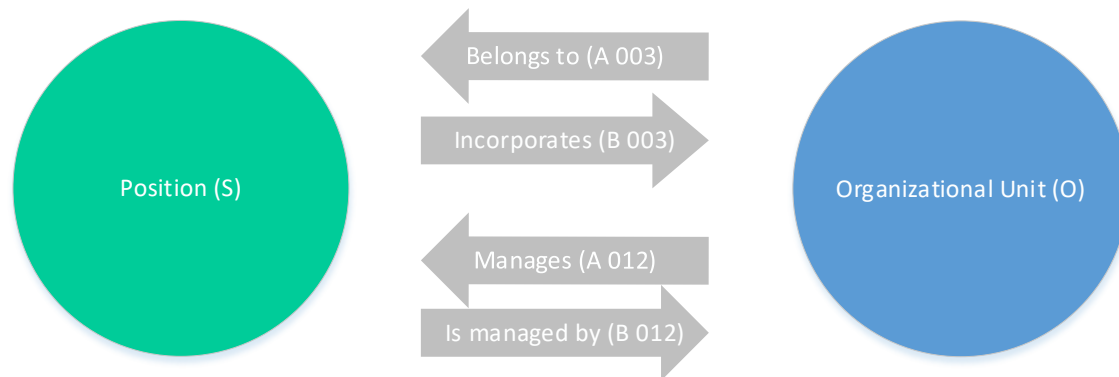 Belongs to (A 003)
Incorporates (B 003)
Position (S)
Organizational Unit (O)
Manages (A 012)
Is managed by (B 012)